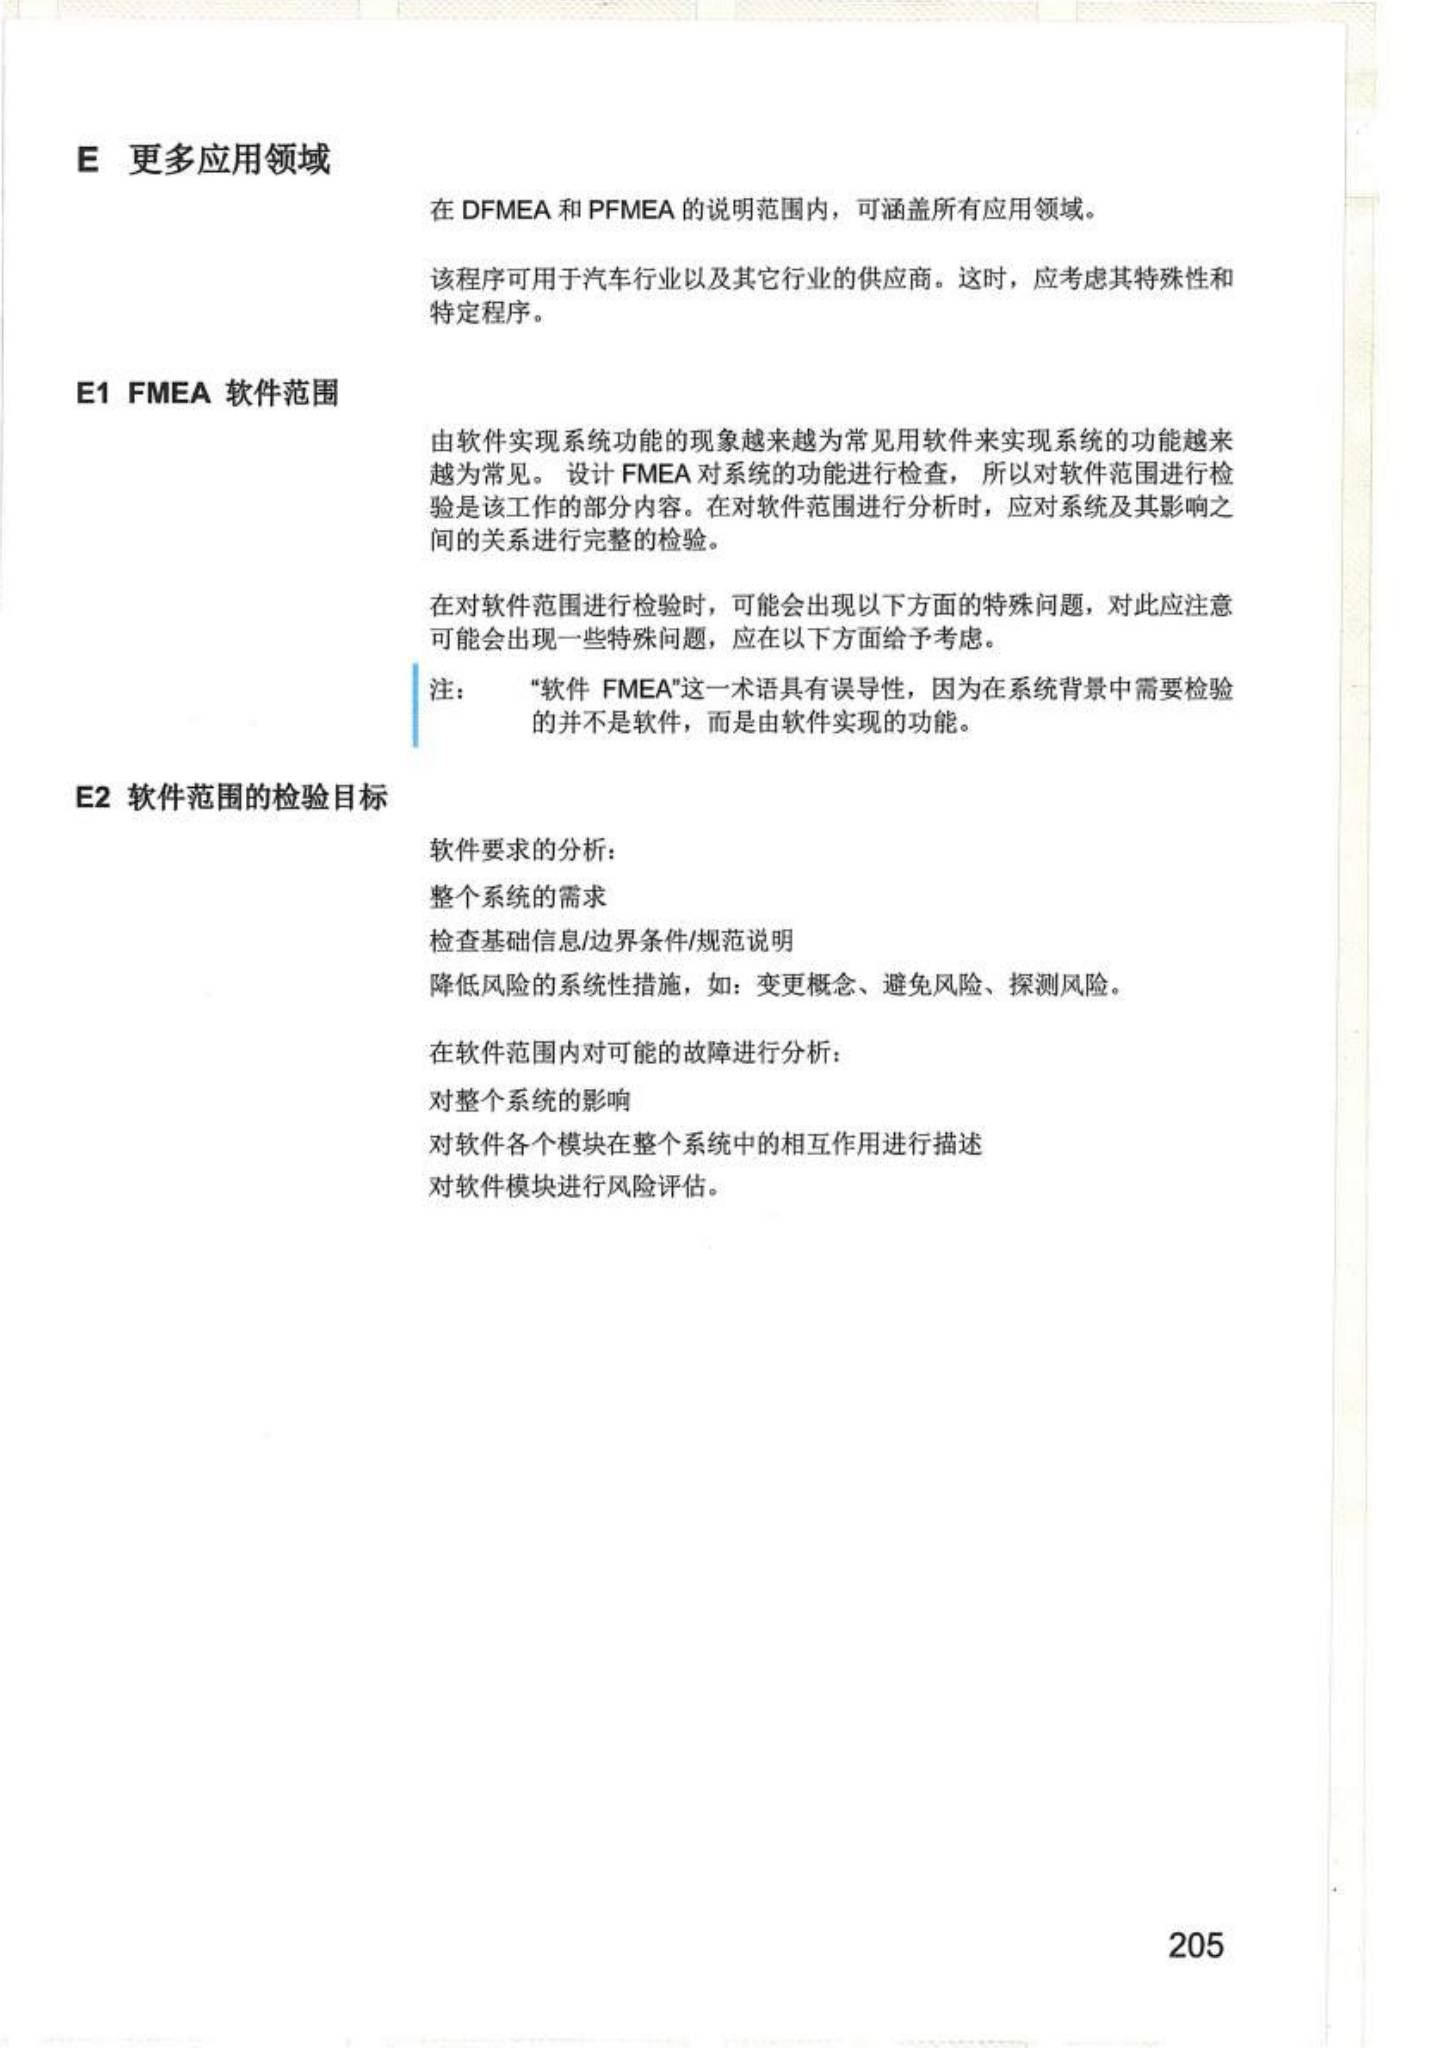 E 更多应用领域
在 DFMEA 和 PFMEA 的说明范围内，可涵盖所有应用领域。
该程序可用于汽车行业以及其它行业的供应商。这时，应考虑其特殊性和
特定程序。
E1 FMEA 软件范围
由软件实现系统功能的现象越来越为常见用软件来实现系统的功能越来
越为常见。 设计 FMEA 对系统的功能进行检查， 所以对软件范围进行检
验是该工作的部分内容。在对软件范围进行分析时，应对系统及其影响之
间的关系进行完整的检验。
在对软件范围进行检验时，可能会出现以下方面的特殊问题，对此应注意
可能会出现一些特殊问题，应在以下方面给予考虑。
注： “软件 FMEA”这一术语具有误导性，因为在系统背景中需要检验
的并不是软件，而是由软件实现的功能。
E2 软件范围的检验目标
软件要求的分析：
整个系统的需求
检查基础信息/边界条件/规范说明
降低风险的系统性措施，如：变更概念、避免风险、探测风险。
在软件范围内对可能的故障进行分析：
对整个系统的影响
对软件各个模块在整个系统中的相互作用进行描述
对软件模块进行风险评估。
205